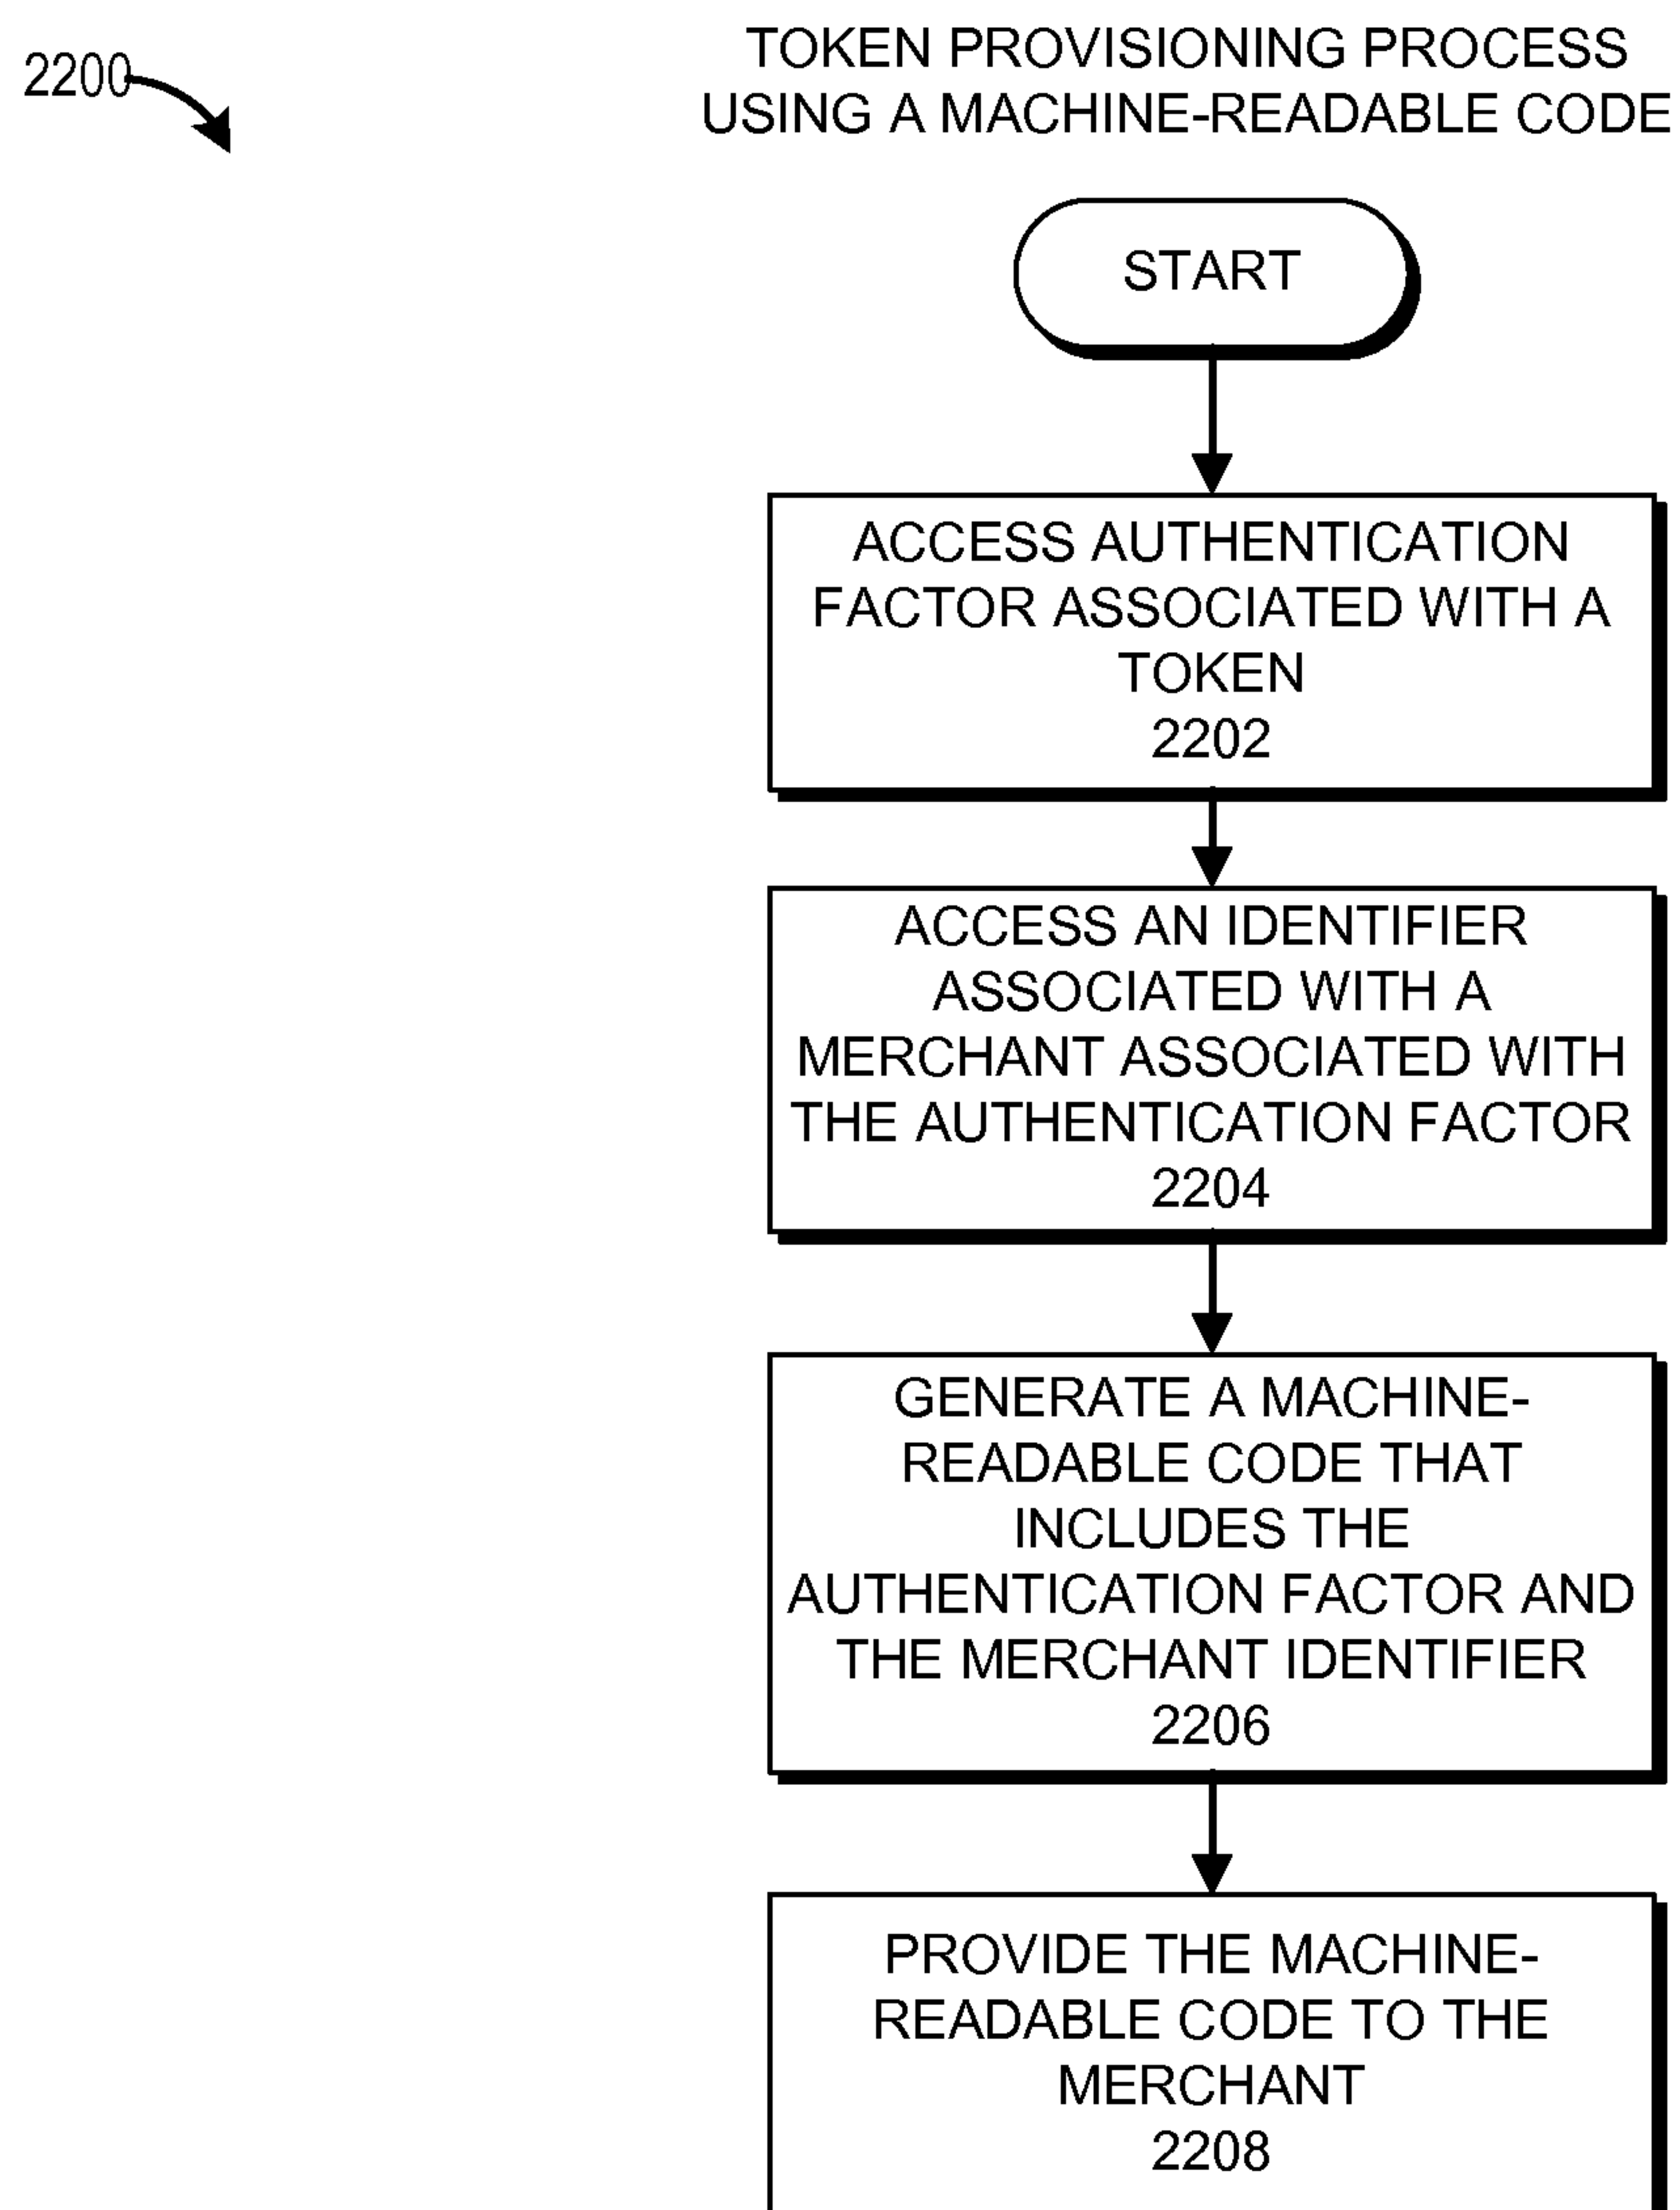 2200
TOKEN PROVISIONING PROCESS
USING A MACHINE-READABLE CODE
START
ACCESS AUTHENTICATION
FACTOR ASSOCIATED WITH A
TOKEN
2202
ACCESS AN IDENTIFIER
ASSOCIATED WITH A
MERCHANT ASSOCIATED WITH
THE AUTHENTICATION FACTOR
2204
GENERATE A MACHINE-
READABLE CODE THAT
INCLUDES THE
AUTHENTICATION FACTOR AND
THE MERCHANT IDENTIFIER
2206
PROVIDE THE MACHINE-
READABLE CODE TO THE
MERCHANT
2208